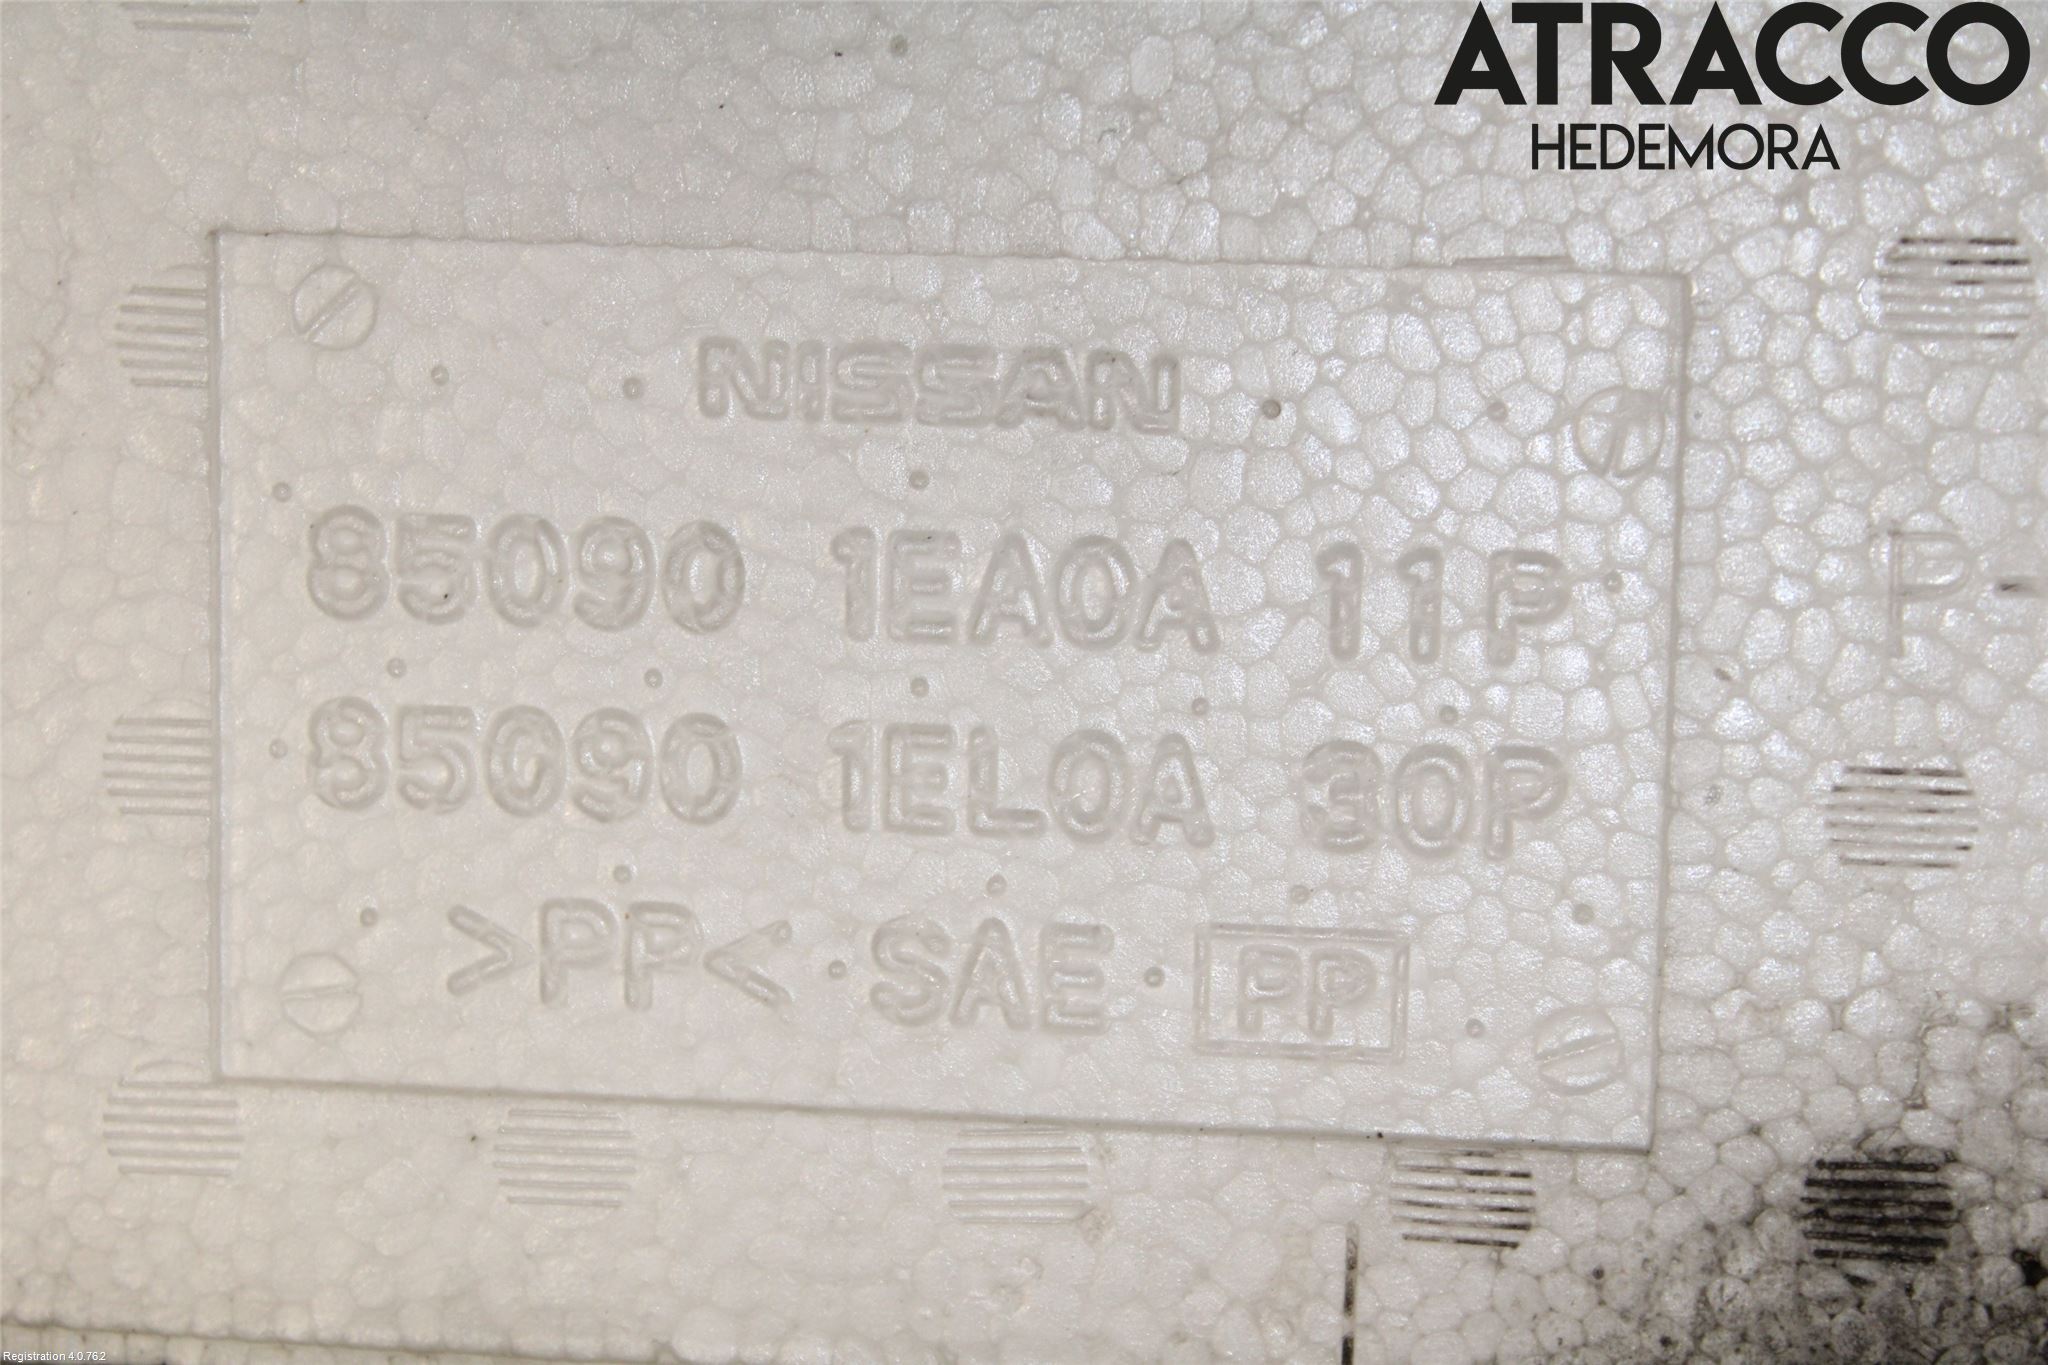 ATRACCO
HEDEMORA
NISSAN
85090 1EA0A 11P
85090 1EL0A 30P
>PP< SAE PP
P-
Registration 4.0.762